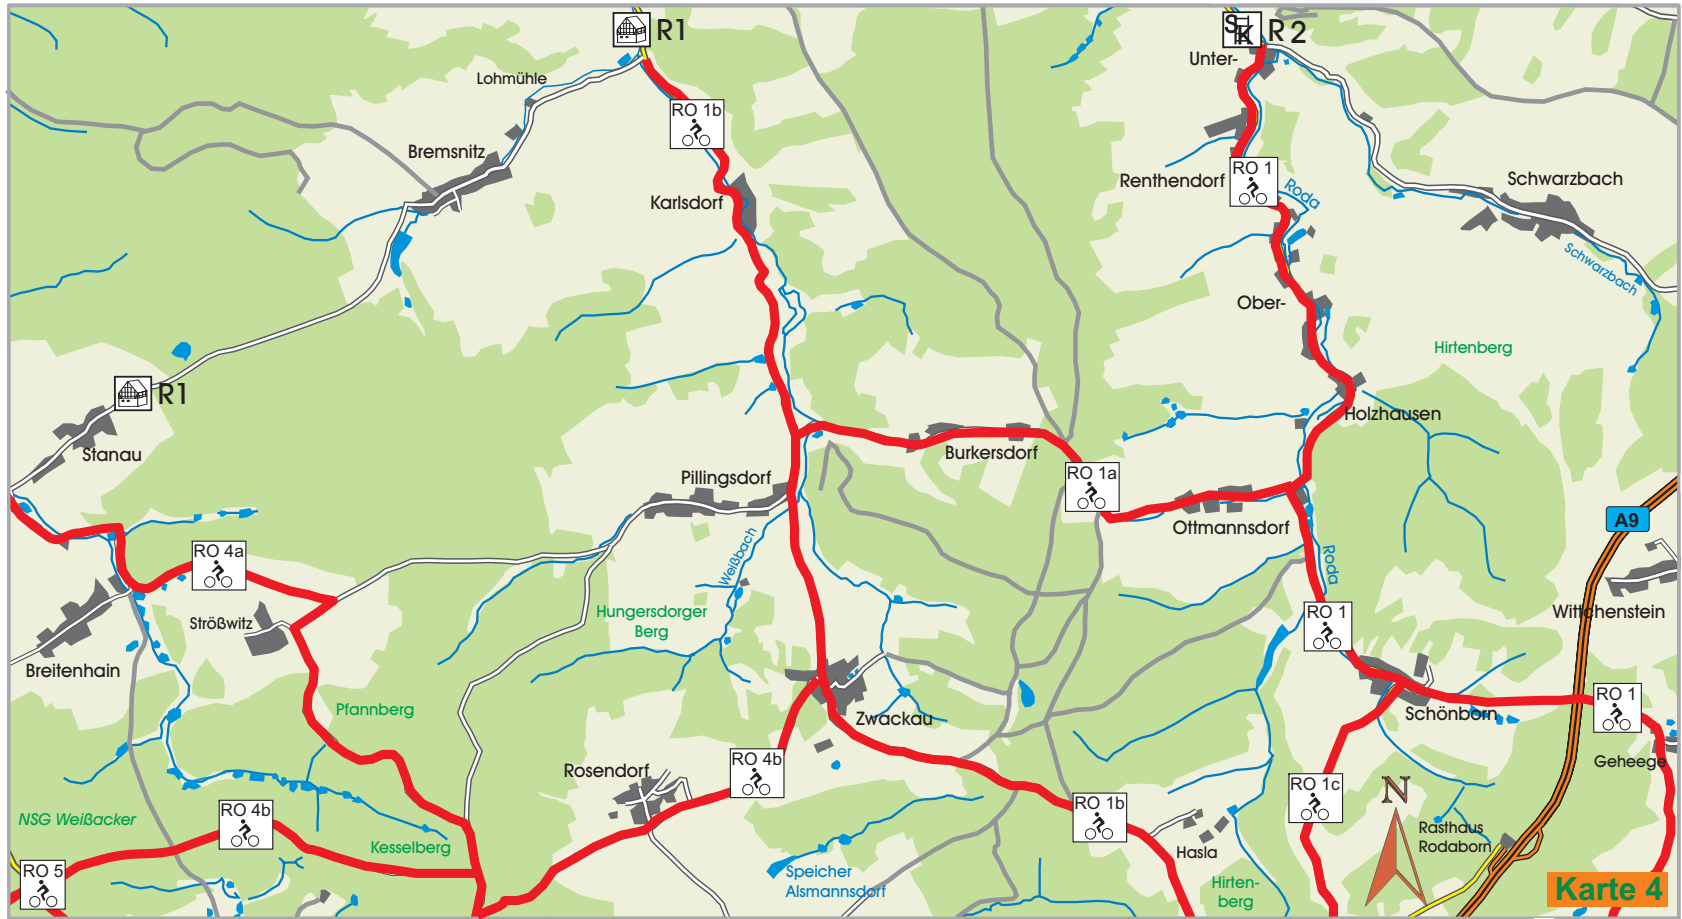 R1
SK R 2
Unter-
Lohmühle
RO 1b
Bremsnitz
Renthendorf
RO 1
Roda
Schwarzbach
Karlsdorf
Schwarzbach
Ober-
Hirtenberg
R1
Holzhausen
Stanau
Burkersdorf
Pillingsdorf
RO 1a
A9
Ottmannsdorf
RO 4a
Weißbach
Roda
Strößwitz
Hungersdorger
Berg
RO 1
Wittchenstein
Breitenhain
Pfannberg
Zwackau
Schönborn
RO 1
Geheege
Rosendorf
RO 4b
RO 1c
N
NSG Weißacker
RO 4b
RO 1b
Kesselberg
Hasla
Rasthaus
Rodaborn
RO 5
Speicher
Alsmannsdorf
Hirten-
berg
Karte 4